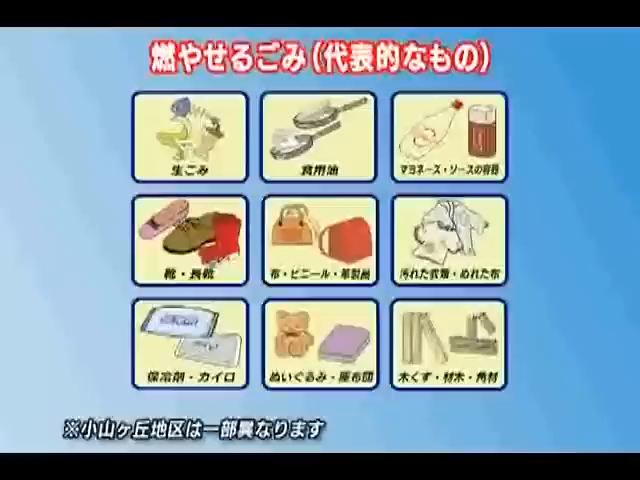 燃やせるごみ(代表的なもの)
生ごみ
食用油
マヨネーズ・ソースの容器
靴・長靴
布・ビニール・革製品
汚れた衣類・ぬれた布
保冷剤・カイロ
ぬいぐるみ・座布団
木くず・材木・角材
※小山ヶ丘地区は一部異なります